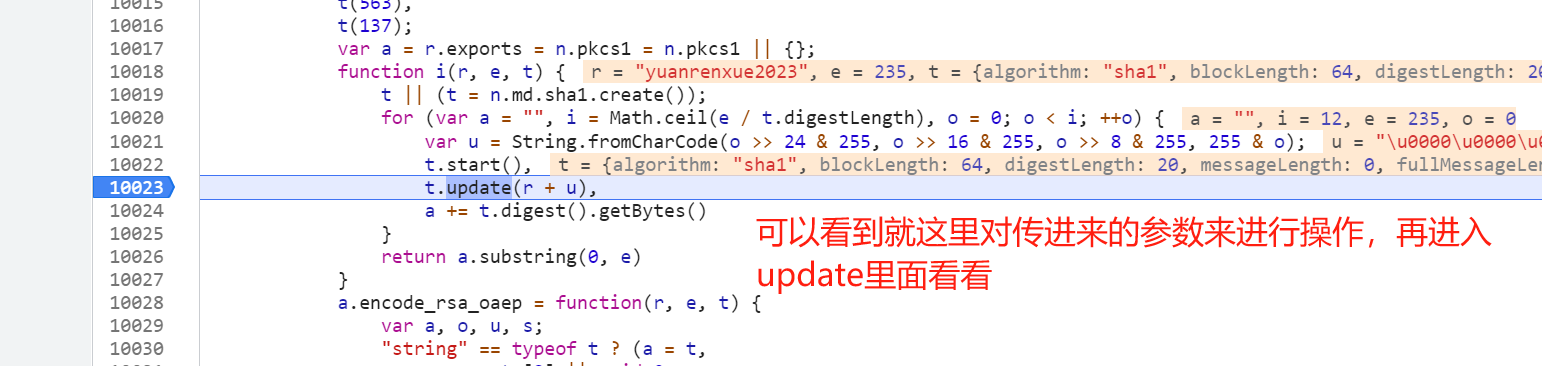 10015 t(563),
10016 t(137);
10017 var a = r.exports = n.pkcs1 = n.pkcs1 || {};
10018 function i(r, e, t) { r = "yuanrenxue2023", e = 235, t = {algorithm: "sha1", blockLength: 64, digestLength: 20
10019 t || (t = n.md.sha1.create());
10020 for (var a = "", i = Math.ceil(e / t.digestLength), o = 0; o < i; ++o) { a = "", i = 12, e = 235, o = 0
10021 var u = String.fromCharCode(o >> 24 & 255, o >> 16 & 255, o >> 8 & 255, 255 & o); u = "\u0000\u0000\u0
10022 t.start(), t = {algorithm: "sha1", blockLength: 64, digestLength: 20, messageLength: 0, fullMessageLen
10023 t.update(r + u),
10024 a += t.digest().getBytes()
10025 }
10026 return a.substring(0, e)
10027 }
可以看到就这里对传进来的参数来进行操作，再进入
update里面看看
10028 a.encode_rsa_oaep = function(r, e, t) {
10029 var a, o, u, s;
10030 "string" == typeof t ? (a = t,